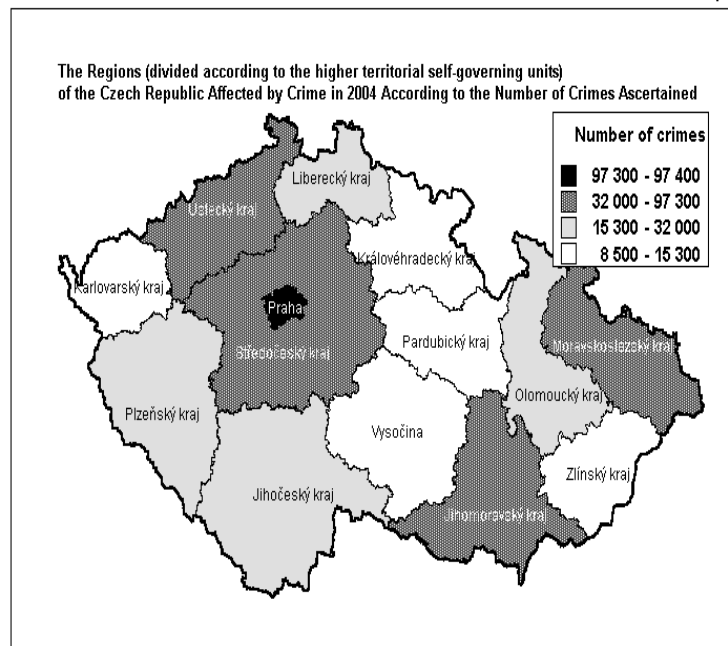 The Regions (divided according to the higher territorial self-governing units)
of the Czech Republic Affected by Crime in 2004 According to the Number of Crimes Ascertained
Number of crimes
97 300 - 97 400
32 000 - 97 300
15 300 - 32 000
8 500 - 15 300
Liberecký kraj
Ústecký kraj
Královéhradecký kraj
Karlovarský kraj
Praha
Středočeský kraj
Pardubický kraj
Moravskoslezský kraj
Olomoucký kraj
Plzeňský kraj
Vysočina
Zlínský kraj
Jihočeský kraj
Jihomoravský kraj